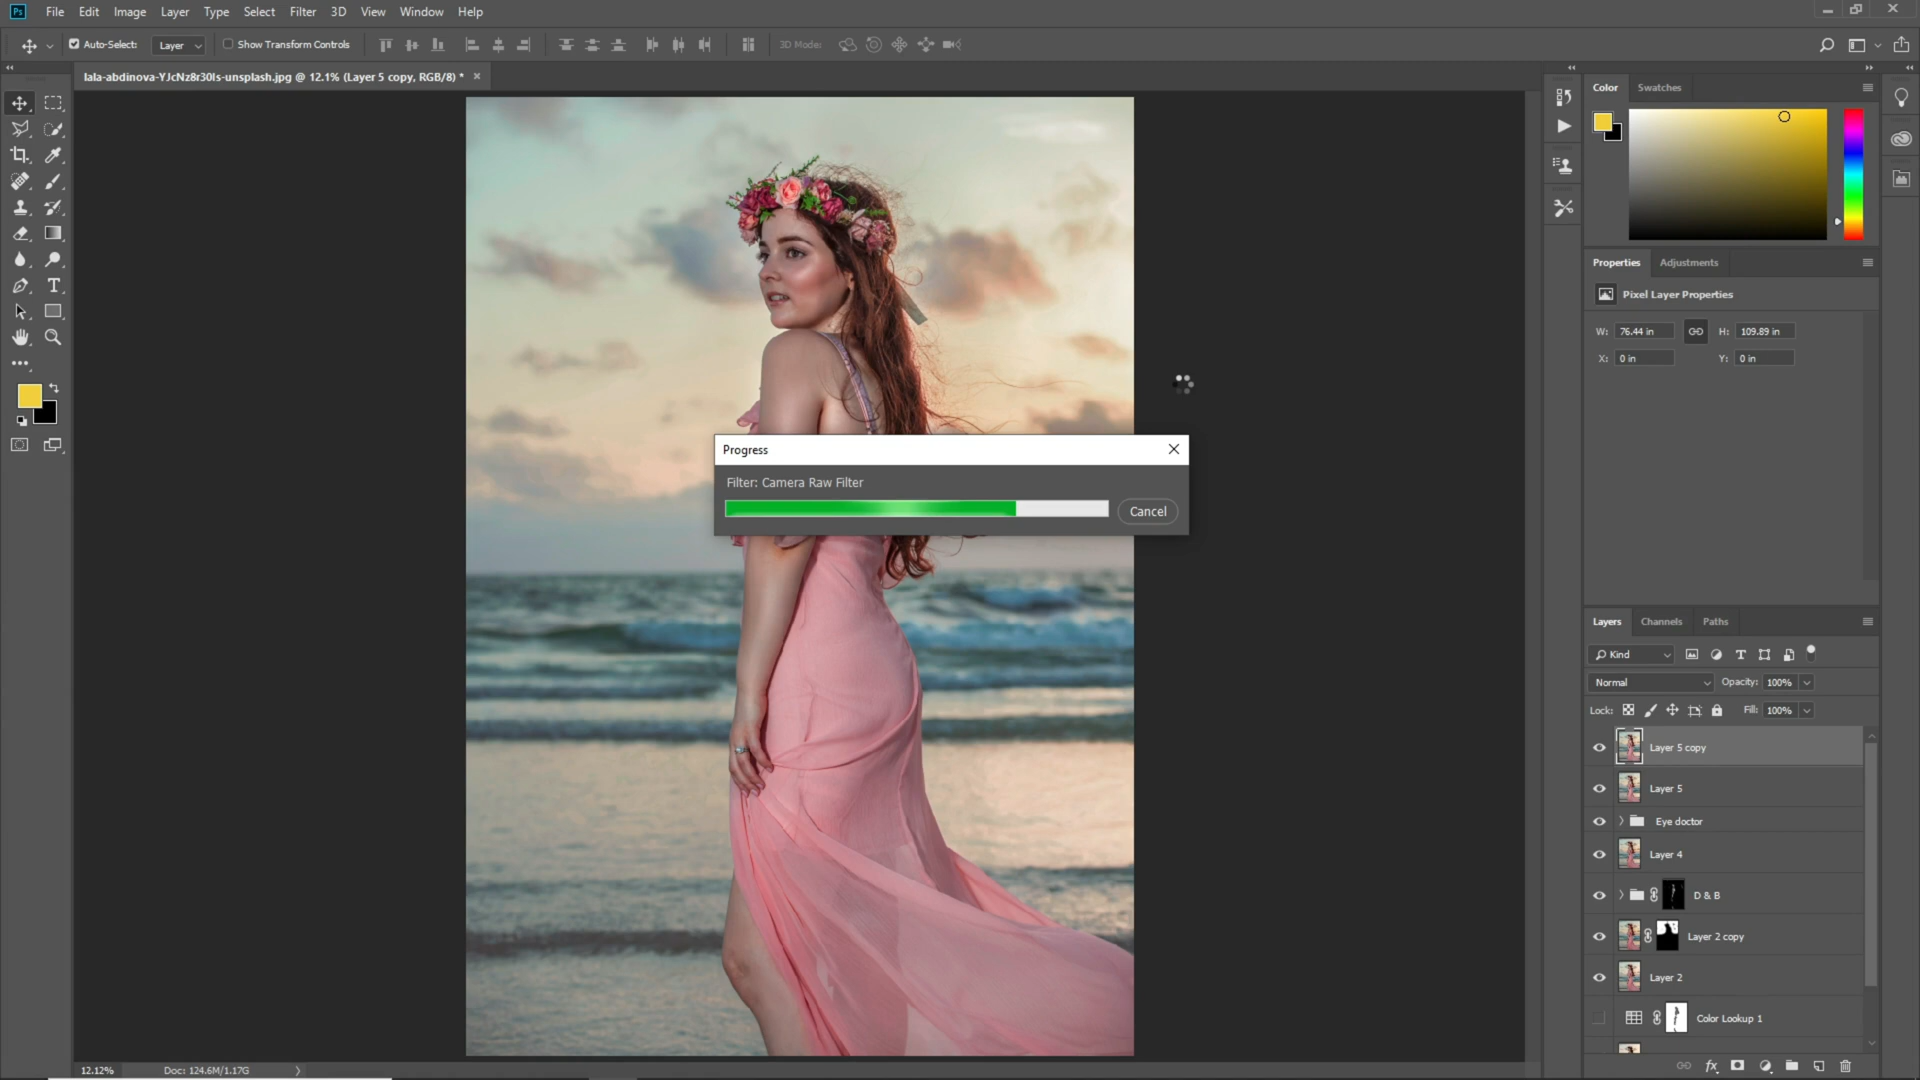 Ps File Edit Image Layer Type Select Filter 3D View Window Help
Auto-Select: Layer Show Transform Controls 3D Mode:
lala-abdinova-YJcNz8r30ls-unsplash.jpg @ 12.1% (Layer 5 copy, RGB/8) *
Color Swatches
Properties Adjustments
Pixel Layer Properties
W: 76.44 in H: 109.89 in
X: 0 in Y: 0 in
Progress
Filter: Camera Raw Filter
Cancel
Layers Channels Paths
Kind
Normal Opacity: 100%
Lock: Fill: 100%
Layer 5 copy
Layer 5
Eye doctor
Layer 4
D & B
Layer 2 copy
Layer 2
Color Lookup 1
12.12% Doc: 124.6M/1.17G